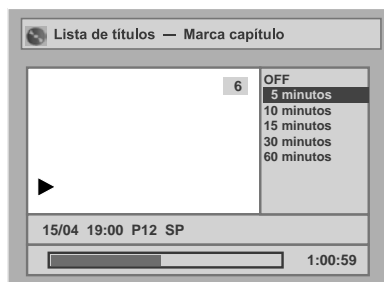 Lista de títulos — Marca capítulo
6
OFF
5 minutos
10 minutos
15 minutos
30 minutos
60 minutos
15/04 19:00 P12 SP
1:00:59